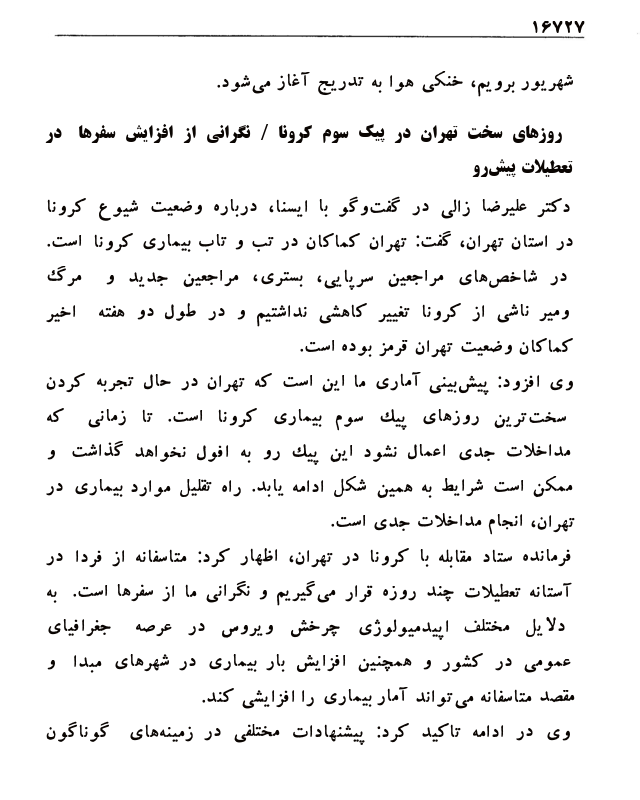 ۱۶۷۲۷
شهریور برویم، خنکی هوا به تدریج آغاز می‌شود.
روزهای سخت تهران در پیک سوم کرونا / نگرانی از افزایش سفرها در
تعطیلات پیش‌رو
دکتر علیرضا زالی در گفت‌وگو با ایسنا، درباره وضعیت شیوع کرونا
در استان تهران، گفت: تهران کماکان در تب و تاب بیماری کرونا است.
در شاخص‌های مراجعین سرپایی، بستری، مراجعین جدید و مرگ
ومیر ناشی از کرونا تغییر کاهشی نداشتیم و در طول دو هفته اخیر
کماکان وضعیت تهران قرمز بوده است.
وی افزود: پیش‌بینی آماری ما این است که تهران در حال تجربه کردن
سخت‌ترین روزهای پیک سوم بیماری کرونا است. تا زمانی که
مداخلات جدی اعمال نشود این پیک رو به افول نخواهد گذاشت و
ممکن است شرایط به همین شکل ادامه یابد. راه تقلیل موارد بیماری در
تهران، انجام مداخلات جدی است.
فرمانده ستاد مقابله با کرونا در تهران، اظهار کرد: متاسفانه از فردا در
آستانه تعطیلات چند روزه قرار می‌گیریم و نگرانی ما از سفرها است. به
دلایل مختلف اپیدمیولوژی چرخش ویروس در عرصه جغرافیای
عمومی در کشور و همچنین افزایش بار بیماری در شهرهای مبدا و
مقصد متاسفانه می‌تواند آمار بیماری را افزایشی کند.
وی در ادامه تاکید کرد: پیشنهادات مختلفی در زمینه‌های گوناگون